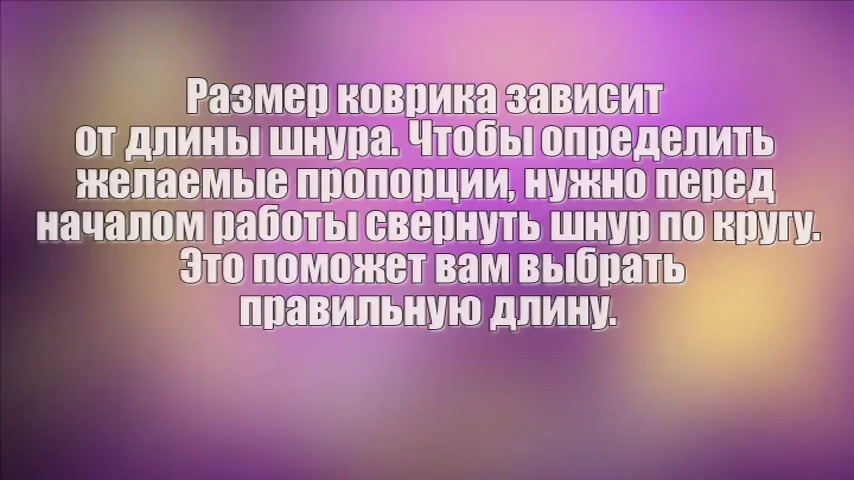 Размер коврика зависит
от длины шнура. Чтобы определить
желаемые пропорции, нужно перед
началом работы свернуть шнур по кругу.
Это поможет вам выбрать
правильную длину.